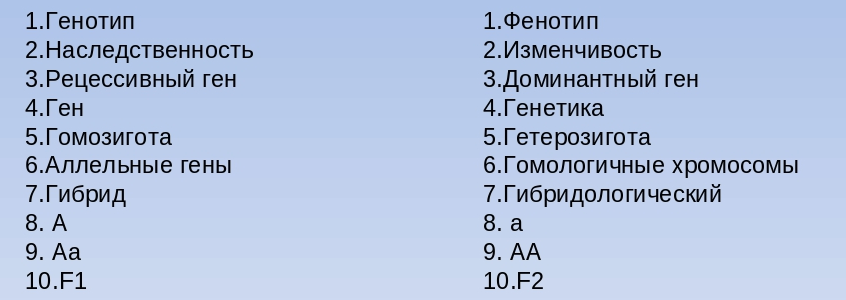 1.Генотип
2.Наследственность
3.Рецессивный ген
4.Ген
5.Гомозигота
6.Аллельные гены
7.Гибрид
8. А
9. Аа
10.F1
1.Фенотип
2.Изменчивость
3.Доминантный ген
4.Генетика
5.Гетерозигота
6.Гомологичные хромосомы
7.Гибридологический
8. а
9. АА
10.F2